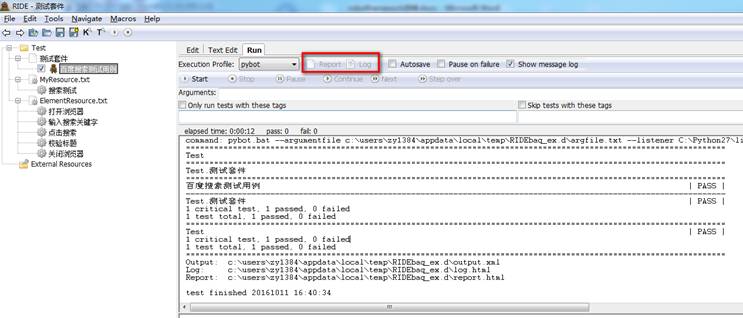 RIDE - 测试套件
File Edit Tools Navigate Macros Help
Test
测试套件
百度搜索测试用例
MyResource.txt
搜索测试
ElementResource.txt
打开浏览器
输入搜索关键字
点击搜索
校验标题
关闭浏览器
External Resources
Edit Text Edit Run
Execution Profile: pybot Report Log Autosave Pause on failure Show message log
Start Stop Pause Continue Next Step over
Arguments:
Only run tests with these tags Skip tests with these tags
elapsed time: 0:00:12 pass: 0 fail: 0
command: pybot.bat --argumentfile c:\users\zy1384\appdata\local\temp\RIDEbaq_ex.d\argfile.txt --listener C:\Python27\li
Test
Test.测试套件
百度搜索测试用例 | PASS |
Test.测试套件 | PASS |
1 critical test, 1 passed, 0 failed
1 test total, 1 passed, 0 failed
Test | PASS |
1 critical test, 1 passed, 0 failed
1 test total, 1 passed, 0 failed
Output: c:\users\zy1384\appdata\local\temp\RIDEbaq_ex.d\output.xml
Log: c:\users\zy1384\appdata\local\temp\RIDEbaq_ex.d\log.html
Report: c:\users\zy1384\appdata\local\temp\RIDEbaq_ex.d\report.html
test finished 20161011 16:40:34